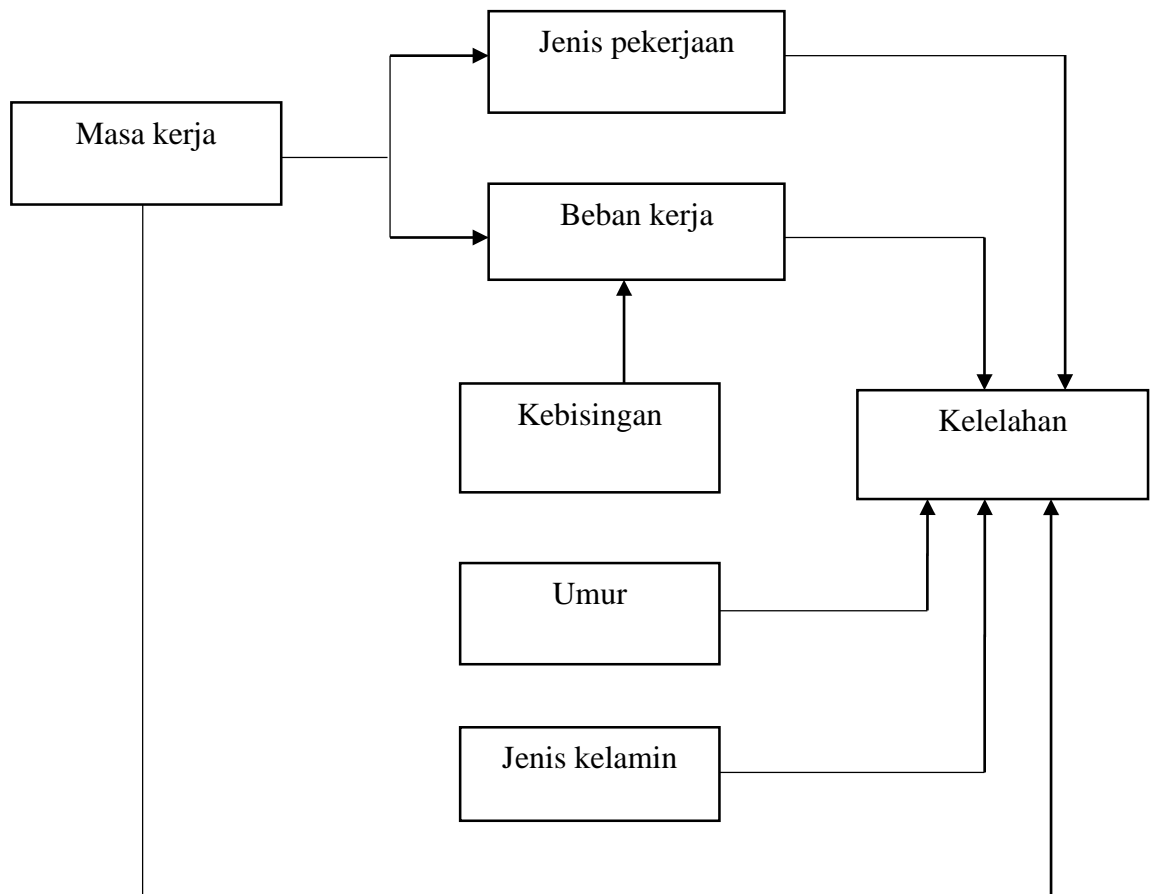 Jenis pekerjaan
Masa kerja
Beban kerja
Kebisingan
Kelelahan
Umur
Jenis kelamin